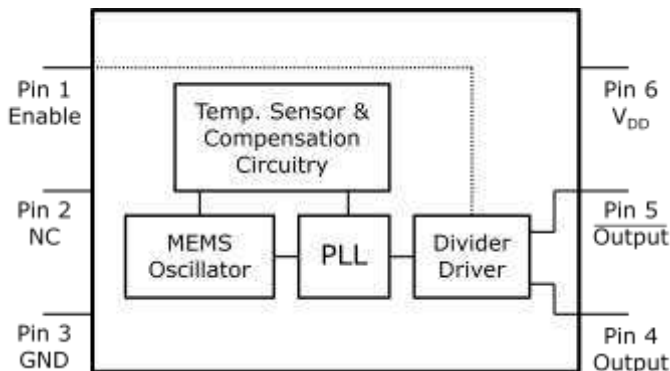 Pin 1
Enable
Pin 2
NC
Pin 3
GND
Temp. Sensor &
Compensation
Circuitry
MEMS
Oscillator
PLL
Divider
Driver
Pin 6
VDD
Pin 5
Output
Pin 4
Output